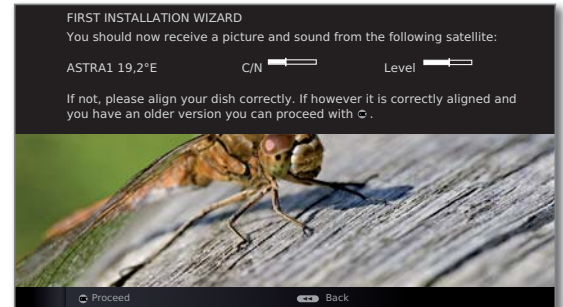 FIRST INSTALLATION WIZARD
You should now receive a picture and sound from the following satellite:
ASTRA1 19,2°E C/N Level
If not, please align your dish correctly. If however it is correctly aligned and
you have an older version you can proceed with OK .
OK Proceed Back